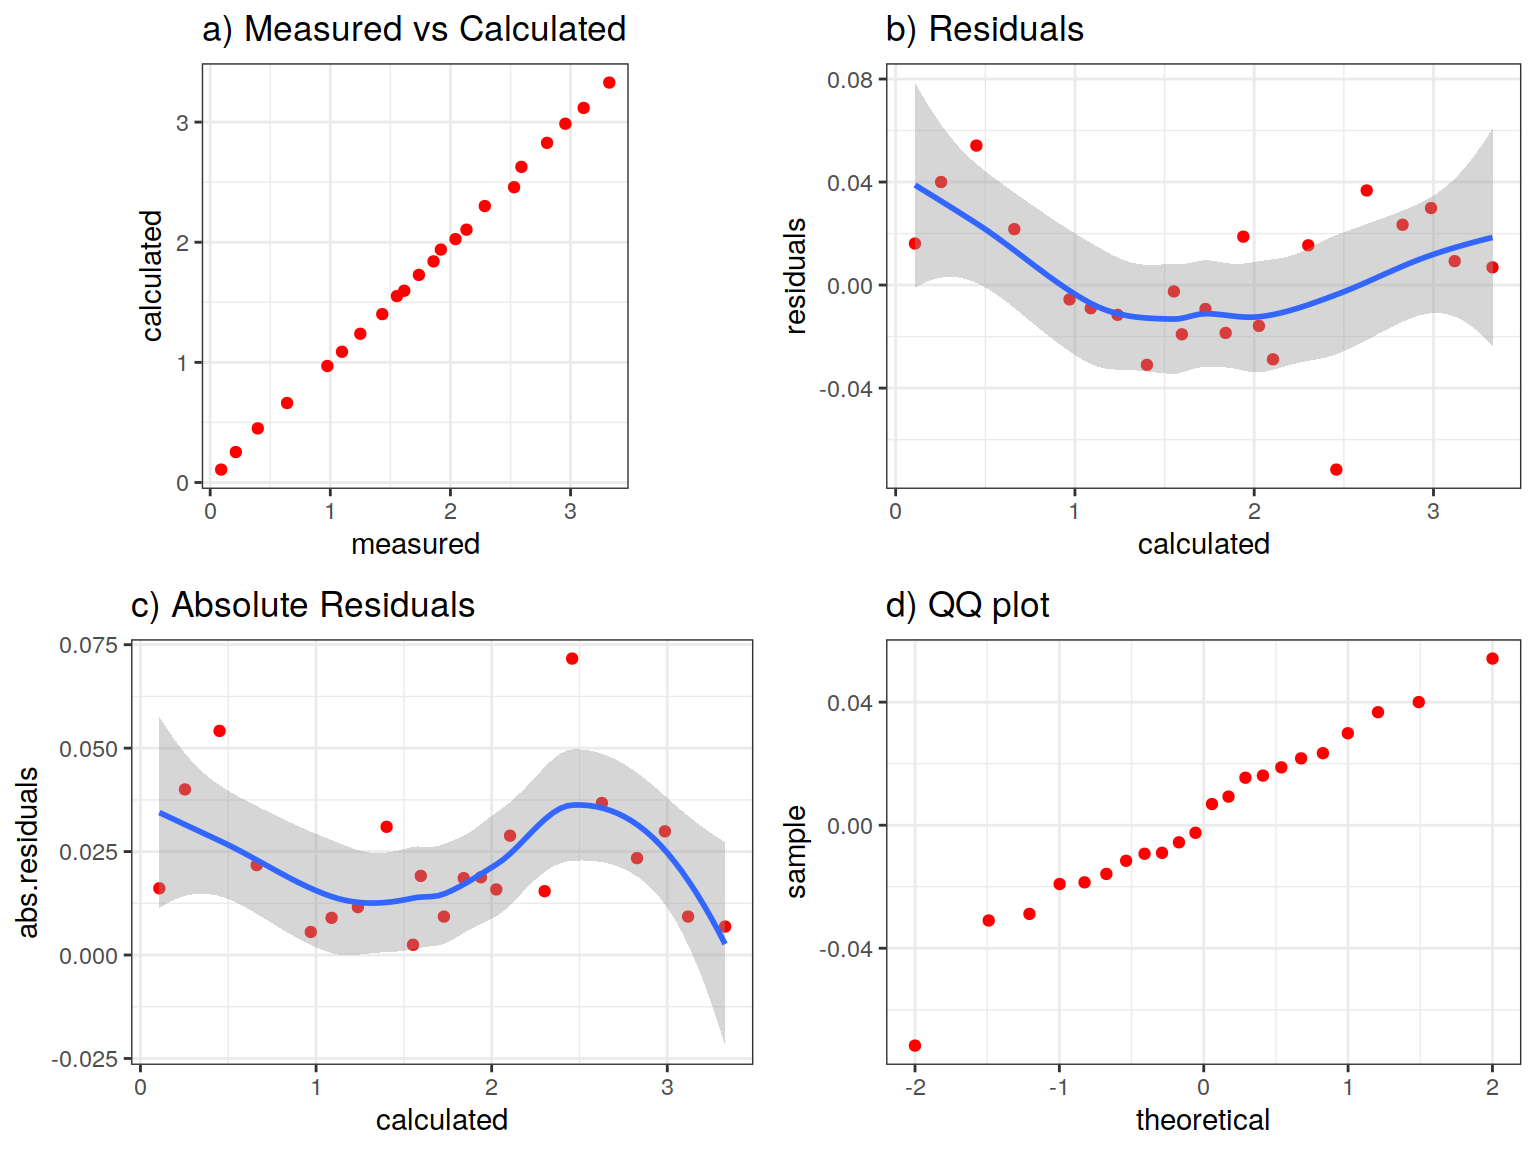 a) Measured vs Calculated
3
2
1
0
calculated
0 1 2 3
measured
b) Residuals
0.08
0.04
0.00
-0.04
residuals
0 1 2 3
calculated
c) Absolute Residuals
0.075
0.050
0.025
0.000
-0.025
abs.residuals
0 1 2 3
calculated
d) QQ plot
0.04
0.00
-0.04
sample
-2 -1 0 1 2
theoretical